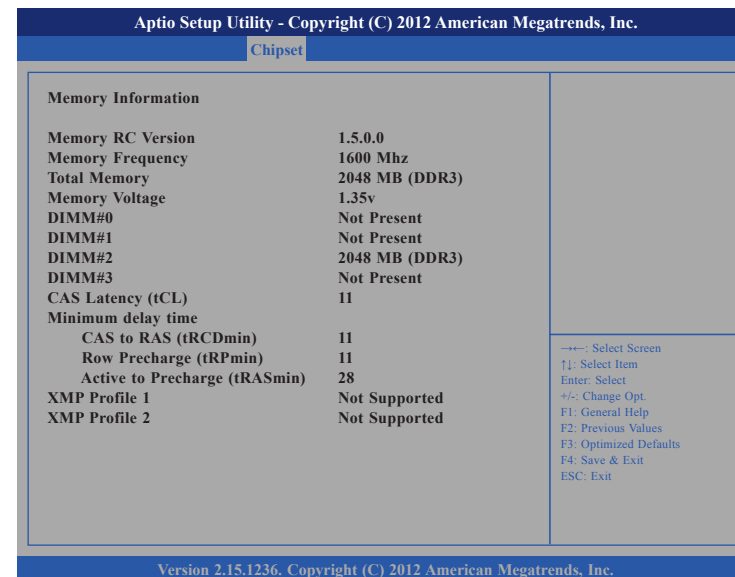 Aptio Setup Utility - Copyright (C) 2012 American Megatrends, Inc.
Chipset
Memory Information
Memory RC Version 1.5.0.0
Memory Frequency 1600 Mhz
Total Memory 2048 MB (DDR3)
Memory Voltage 1.35v
DIMM#0 Not Present
DIMM#1 Not Present
DIMM#2 2048 MB (DDR3)
DIMM#3 Not Present
CAS Latency (tCL) 11
Minimum delay time
CAS to RAS (tRCDmin) 11
Row Precharge (tRPmin) 11
Active to Precharge (tRASmin) 28
XMP Profile 1 Not Supported
XMP Profile 2 Not Supported
→←: Select Screen
↑↓: Select Item
Enter: Select
+/-: Change Opt.
F1: General Help
F2: Previous Values
F3: Optimized Defaults
F4: Save & Exit
ESC: Exit
Version 2.15.1236. Copyright (C) 2012 American Megatrends, Inc.